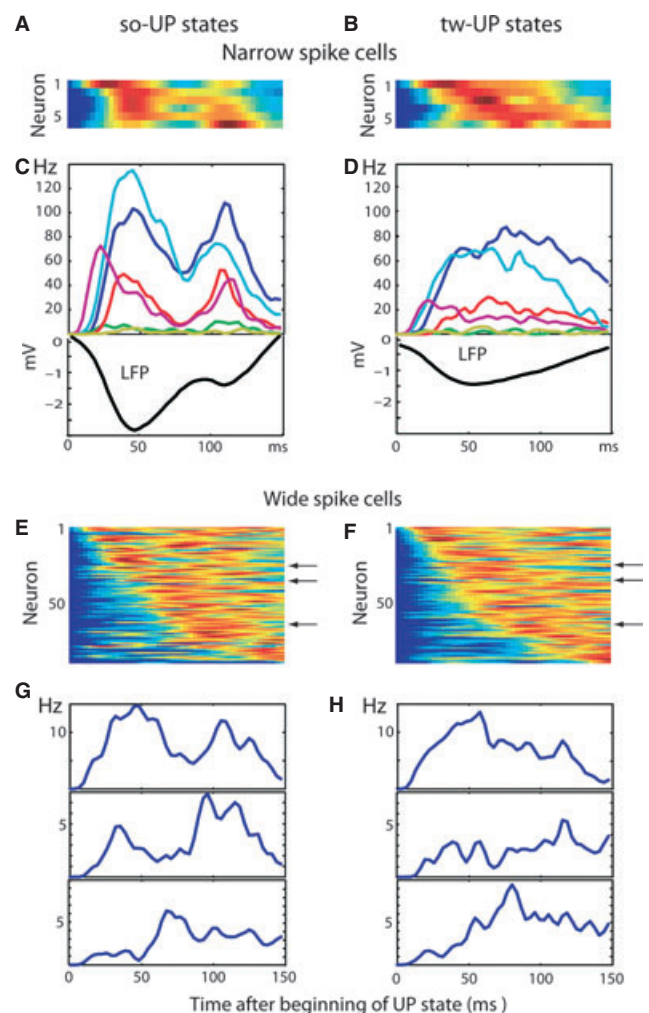 A so-UP states B tw-UP states
Narrow spike cells
Neuron
1
5
C Hz
120
100
80
60
40
20
0
mV
−1
−2
LFP
0 50 100 ms
D Hz
120
100
80
60
40
20
0
mV
−1
−2
LFP
0 50 100 ms
Wide spike cells
E
Neuron
1
50
F
Neuron
1
50
G
Hz
10
5
5
0 50 100 150
H
Hz
10
5
5
0 50 100 150
Time after beginning of UP state (ms )